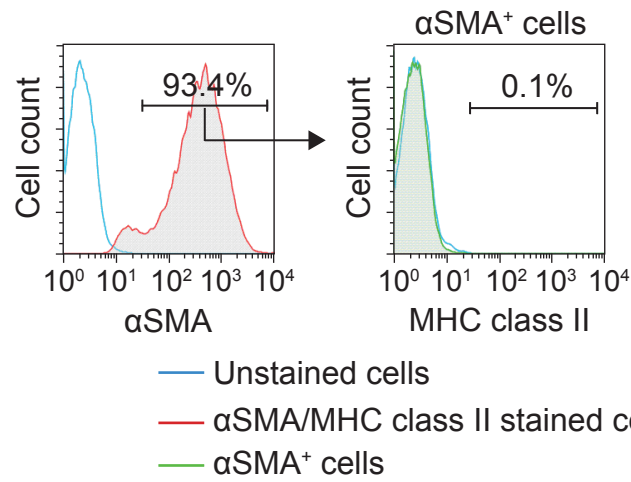 αSMA⁺ cells
93.4%
0.1%
Cell count
Cell count
10⁰ 10¹ 10² 10³ 10⁴
10⁰ 10¹ 10² 10³ 10⁴
αSMA
MHC class II
Unstained cells
αSMA/MHC class II stained
αSMA⁺ cells